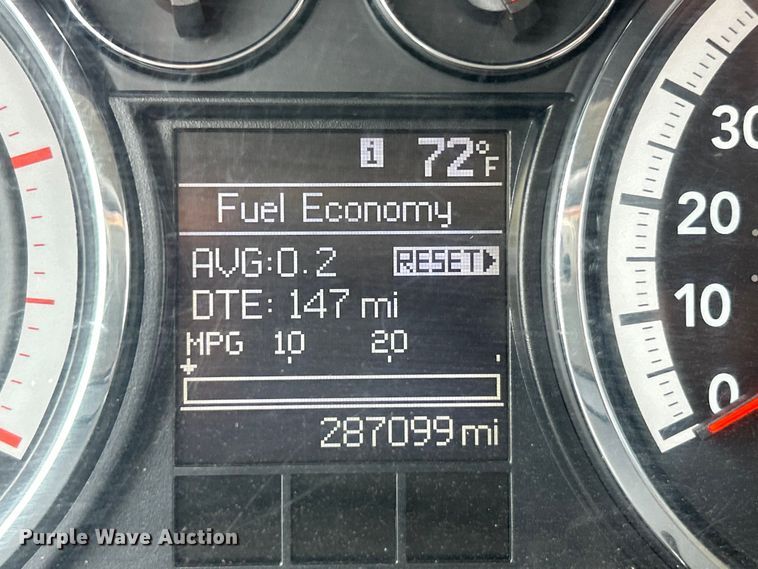 i 72°F
Fuel Economy
AVG:0.2 RESET
DTE: 147 mi
MPG 10 20
287099 mi
30
20
10
0
Purple Wave Auction